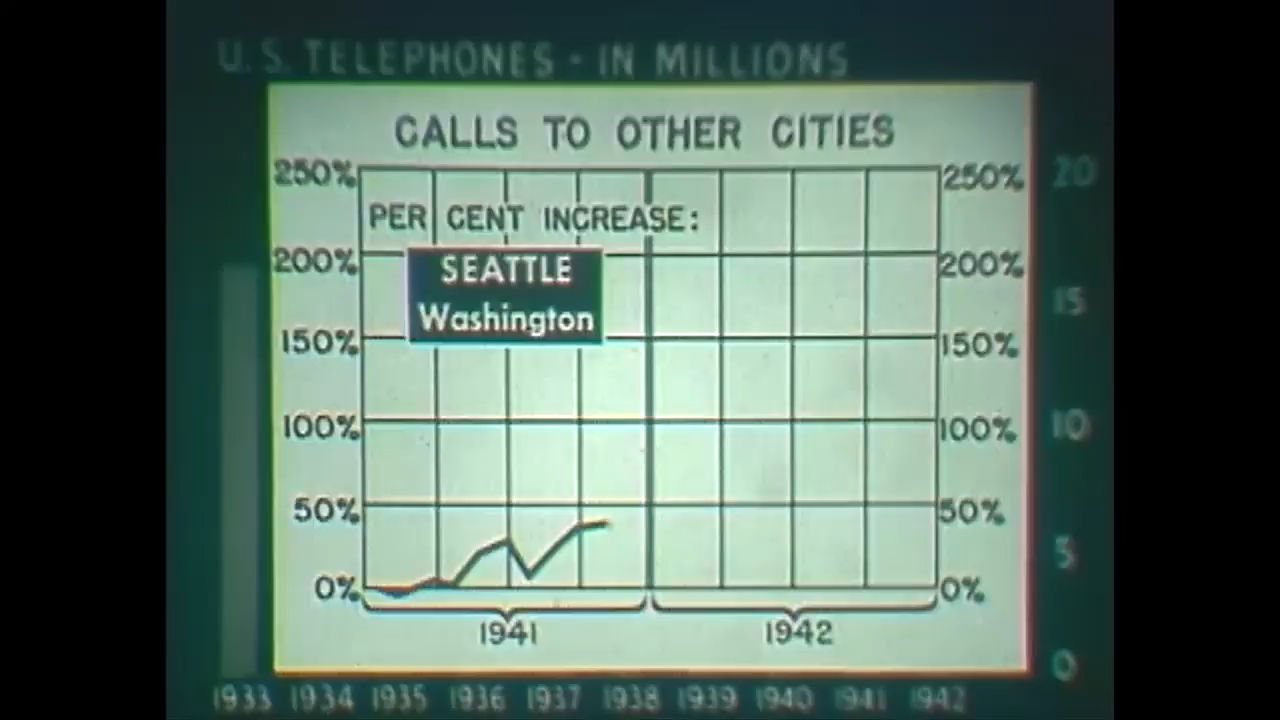 U.S. TELEPHONES - IN MILLIONS
CALLS TO OTHER CITIES
250% 250% 20
PER CENT INCREASE:
200% SEATTLE 200%
Washington 15
150% 150%
100% 100% 10
50% 50%
5
0% 0%
1941 1942
0
1933 1934 1935 1936 1937 1938 1939 1940 1941 1942